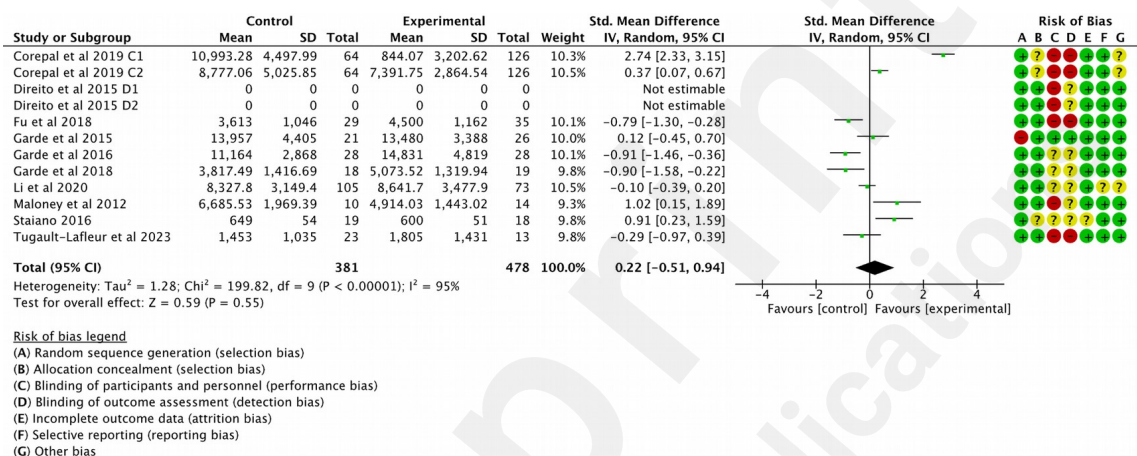 Control Experimental Std. Mean Difference Std. Mean Difference Risk of Bias
Study or Subgroup Mean SD Total Mean SD Total Weight IV, Random, 95% CI IV, Random, 95% CI A B C D E F G
Corepal et al 2019 C1 10,993.28 4,497.99 64 844.07 3,202.62 126 10.3% 2.74 [2.33, 3.15] + ? − − + + ?
Corepal et al 2019 C2 8,777.06 5,025.85 64 7,391.75 2,864.54 126 10.5% 0.37 [0.07, 0.67] + ? − − + + ?
Direito et al 2015 D1 0 0 0 0 0 0 Not estimable + + − ? + + +
Direito et al 2015 D2 0 0 0 0 0 0 Not estimable + + − ? + + +
Fu et al 2018 3,613 1,046 29 4,500 1,162 35 10.1% −0.79 [−1.30, −0.28] + + − − + + +
Garde et al 2015 13,957 4,405 21 13,480 3,388 26 10.0% 0.12 [−0.45, 0.70] − + + + + + +
Garde et al 2016 11,164 2,868 28 14,831 4,819 28 10.1% −0.91 [−1.46, −0.36] + + ? ? + + +
Garde et al 2018 3,817.49 1,416.69 18 5,073.52 1,319.94 19 9.8% −0.90 [−1.58, −0.22] + + ? ? + + +
Li et al 2020 8,327.8 3,149.4 105 8,641.7 3,477.9 73 10.5% −0.10 [−0.39, 0.20] + + − + + ? ?
Maloney et al 2012 6,685.53 1,969.39 10 4,914.03 1,443.02 14 9.3% 1.02 [0.15, 1.89] + + − ? + + +
Staiano 2016 649 54 19 600 51 18 9.8% 0.91 [0.23, 1.59] + ? ? ? ? + +
Tugault-Lafleur et al 2023 1,453 1,035 23 1,805 1,431 13 9.8% −0.29 [−0.97, 0.39] + + − − + + +
Total (95% CI) 381 478 100.0% 0.22 [−0.51, 0.94]
Heterogeneity: Tau² = 1.28; Chi² = 199.82, df = 9 (P < 0.00001); I² = 95%
Test for overall effect: Z = 0.59 (P = 0.55)
−4 −2 0 2 4
Favours [control] Favours [experimental]
Risk of bias legend
(A) Random sequence generation (selection bias)
(B) Allocation concealment (selection bias)
(C) Blinding of participants and personnel (performance bias)
(D) Blinding of outcome assessment (detection bias)
(E) Incomplete outcome data (attrition bias)
(F) Selective reporting (reporting bias)
(G) Other bias